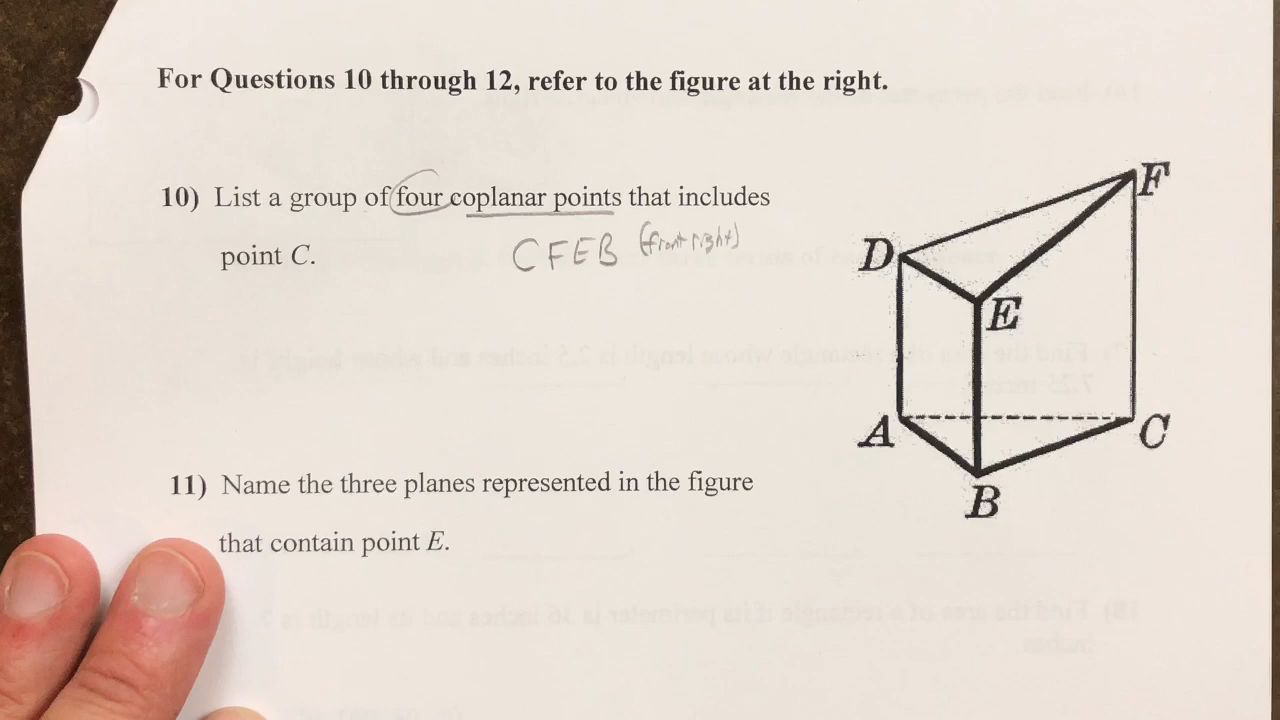 For Questions 10 through 12, refer to the figure at the right.
10) List a group of four coplanar points that includes
point C.
CFEB (front right)
F
D
E
A
C
B
11) Name the three planes represented in the figure
that contain point E.